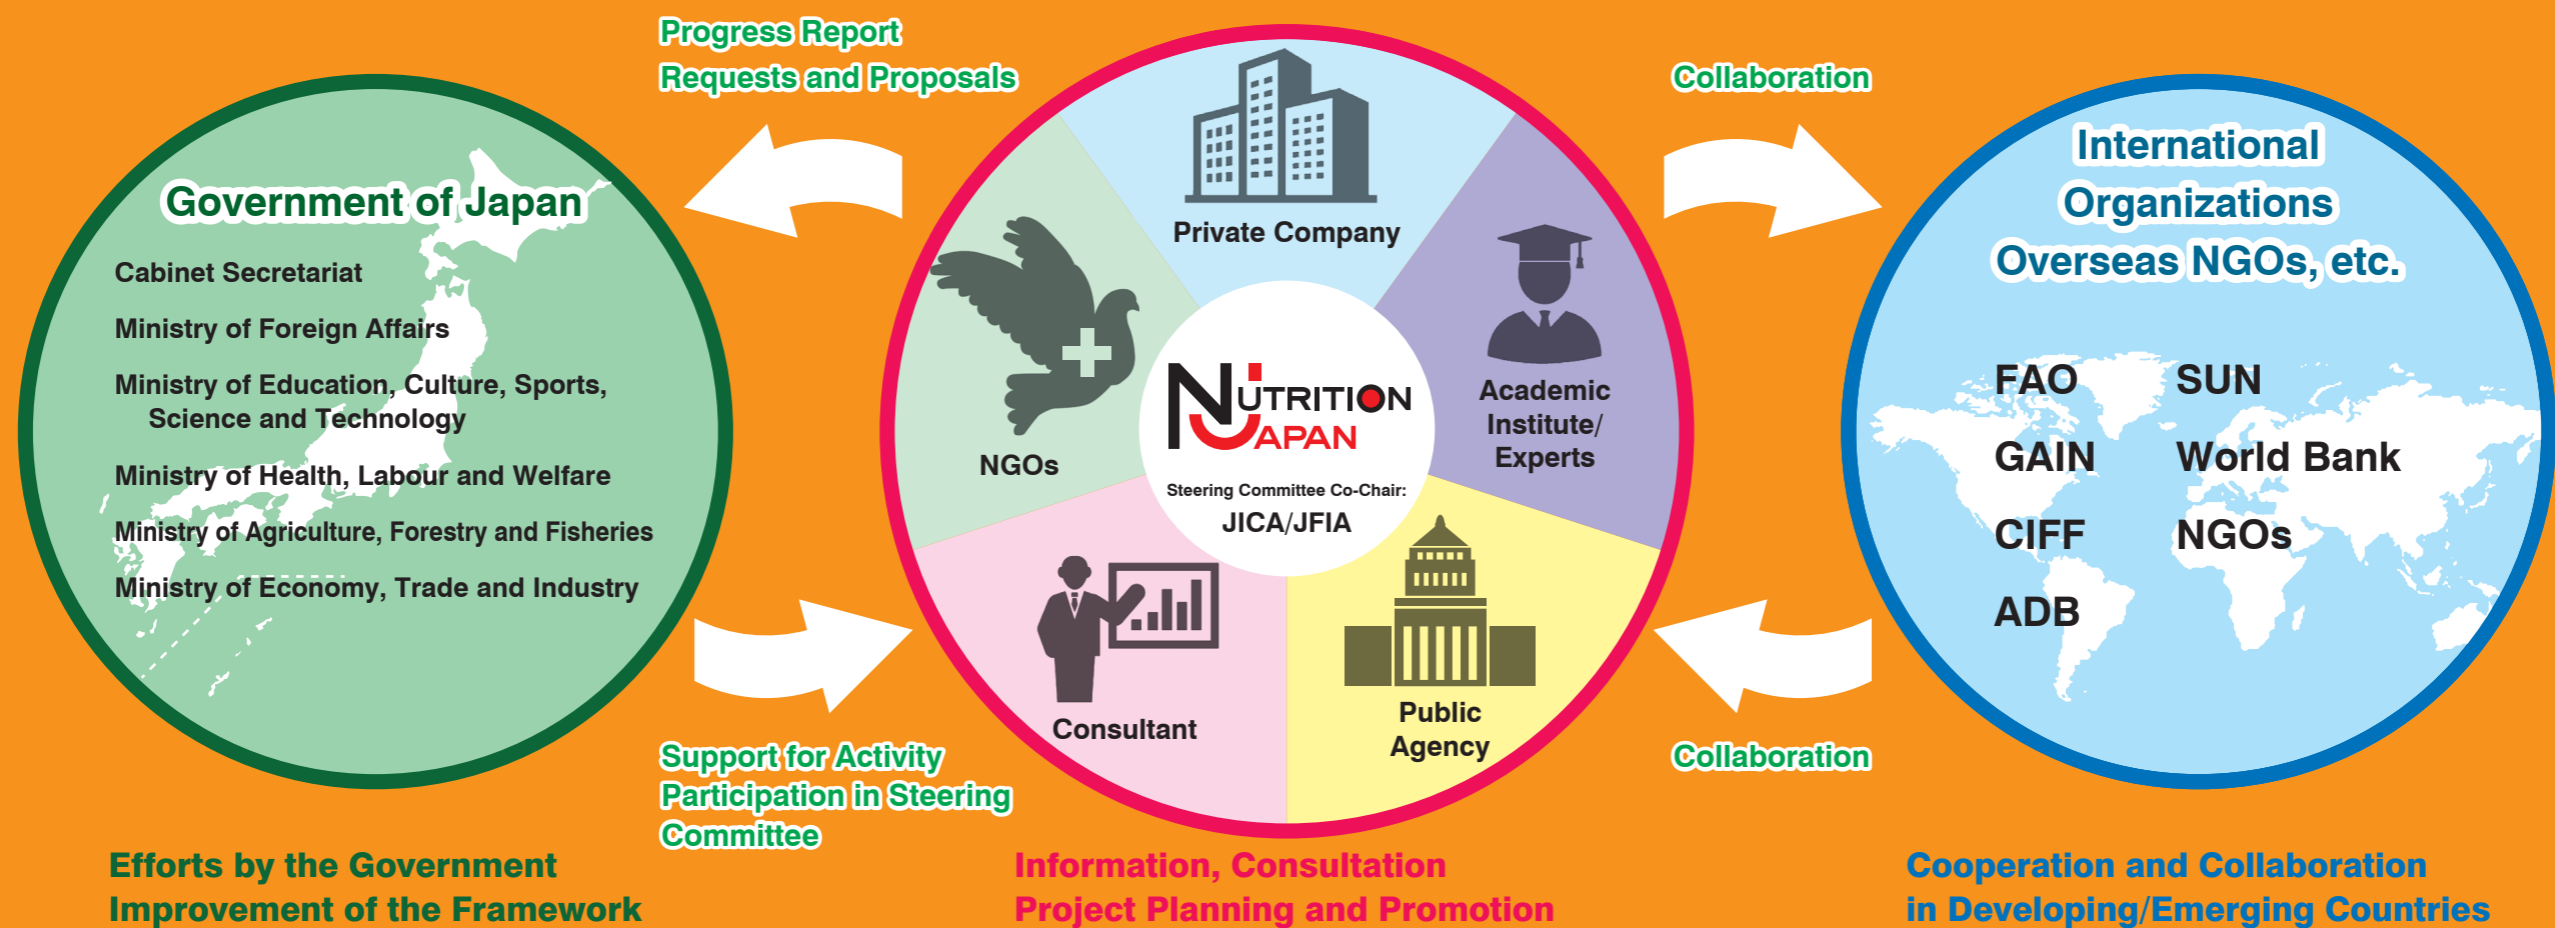 Progress Report
Requests and Proposals
Collaboration
Government of Japan
Cabinet Secretariat
Ministry of Foreign Affairs
Ministry of Education, Culture, Sports,
Science and Technology
Ministry of Health, Labour and Welfare
Ministry of Agriculture, Forestry and Fisheries
Ministry of Economy, Trade and Industry
Private Company
Academic
Institute/
Experts
NGOs
NUTRITION
JAPAN
Steering Committee Co-Chair:
JICA/JFIA
Consultant
Public
Agency
International
Organizations
Overseas NGOs, etc.
FAO
SUN
GAIN
World Bank
CIFF
NGOs
ADB
Support for Activity
Participation in Steering
Committee
Collaboration
Efforts by the Government
Improvement of the Framework
Information, Consultation
Project Planning and Promotion
Cooperation and Collaboration
in Developing/Emerging Countries